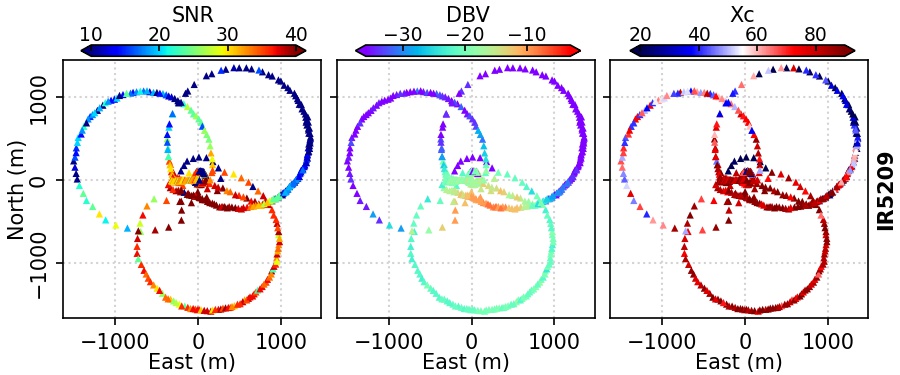 SNR DBV Xc
10 20 30 40 −30 −20 −10 20 40 60 80
1000
0
−1000
North (m)
−1000 0 1000 −1000 0 1000 −1000 0 1000
East (m) East (m) East (m)
IR5209